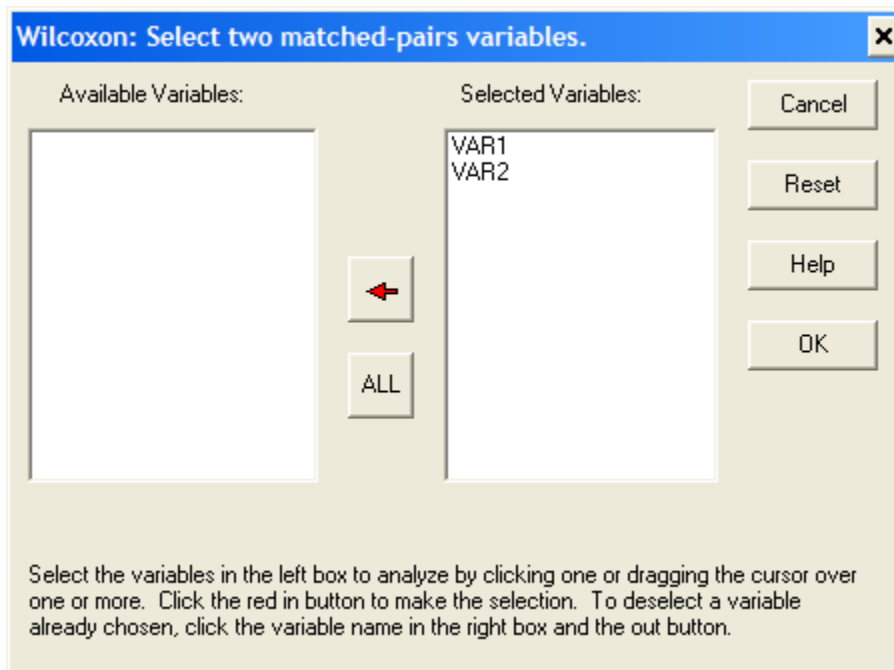 Wilcoxon: Select two matched-pairs variables.
Available Variables:
Selected Variables:
Cancel
VAR1
VAR2
Reset
Help
OK
ALL
Select the variables in the left box to analyze by clicking one or dragging the cursor over
one or more.  Click the red in button to make the selection.  To deselect a variable
already chosen, click the variable name in the right box and the out button.